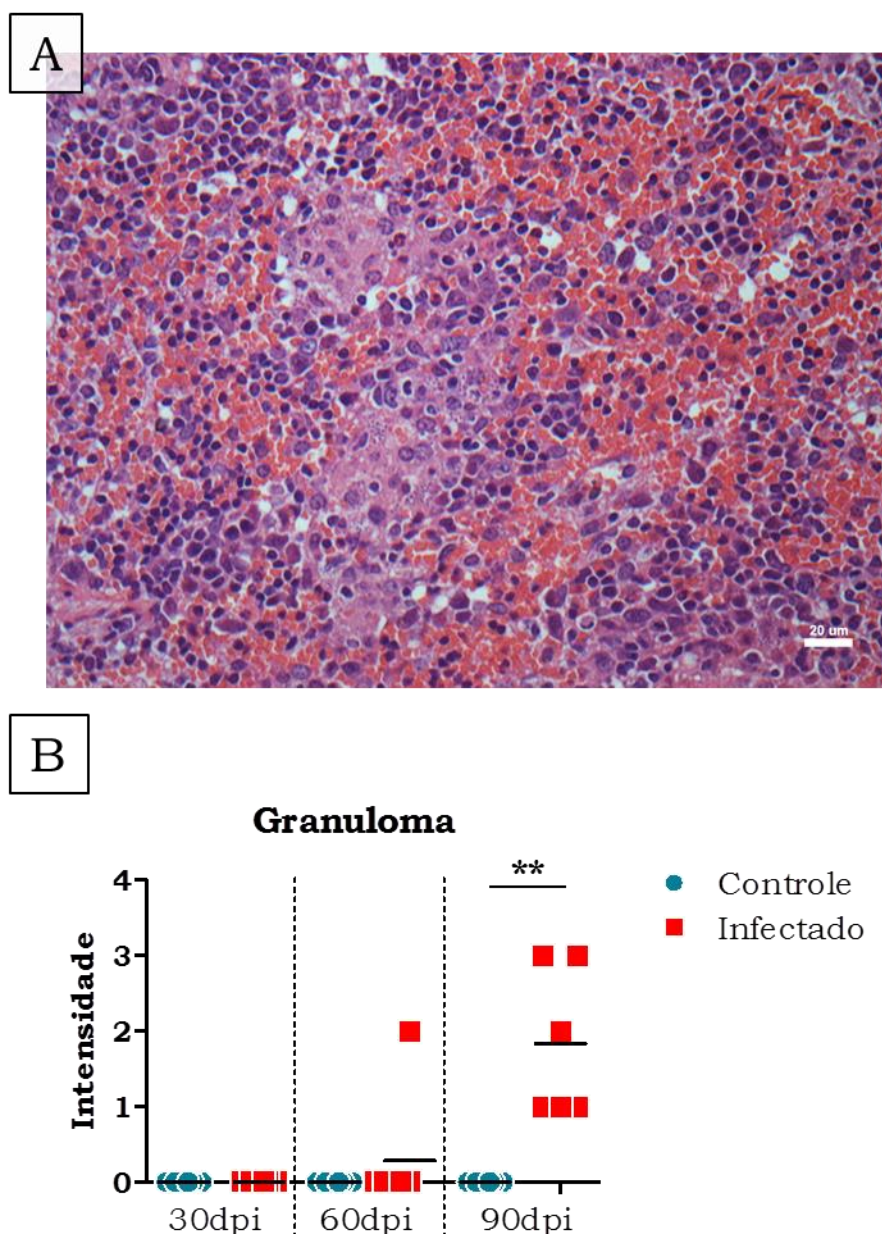 A
20 um
B
Granuloma
**
Controle
Infectado
Intensidade
4
3
2
1
0
30dpi
60dpi
90dpi